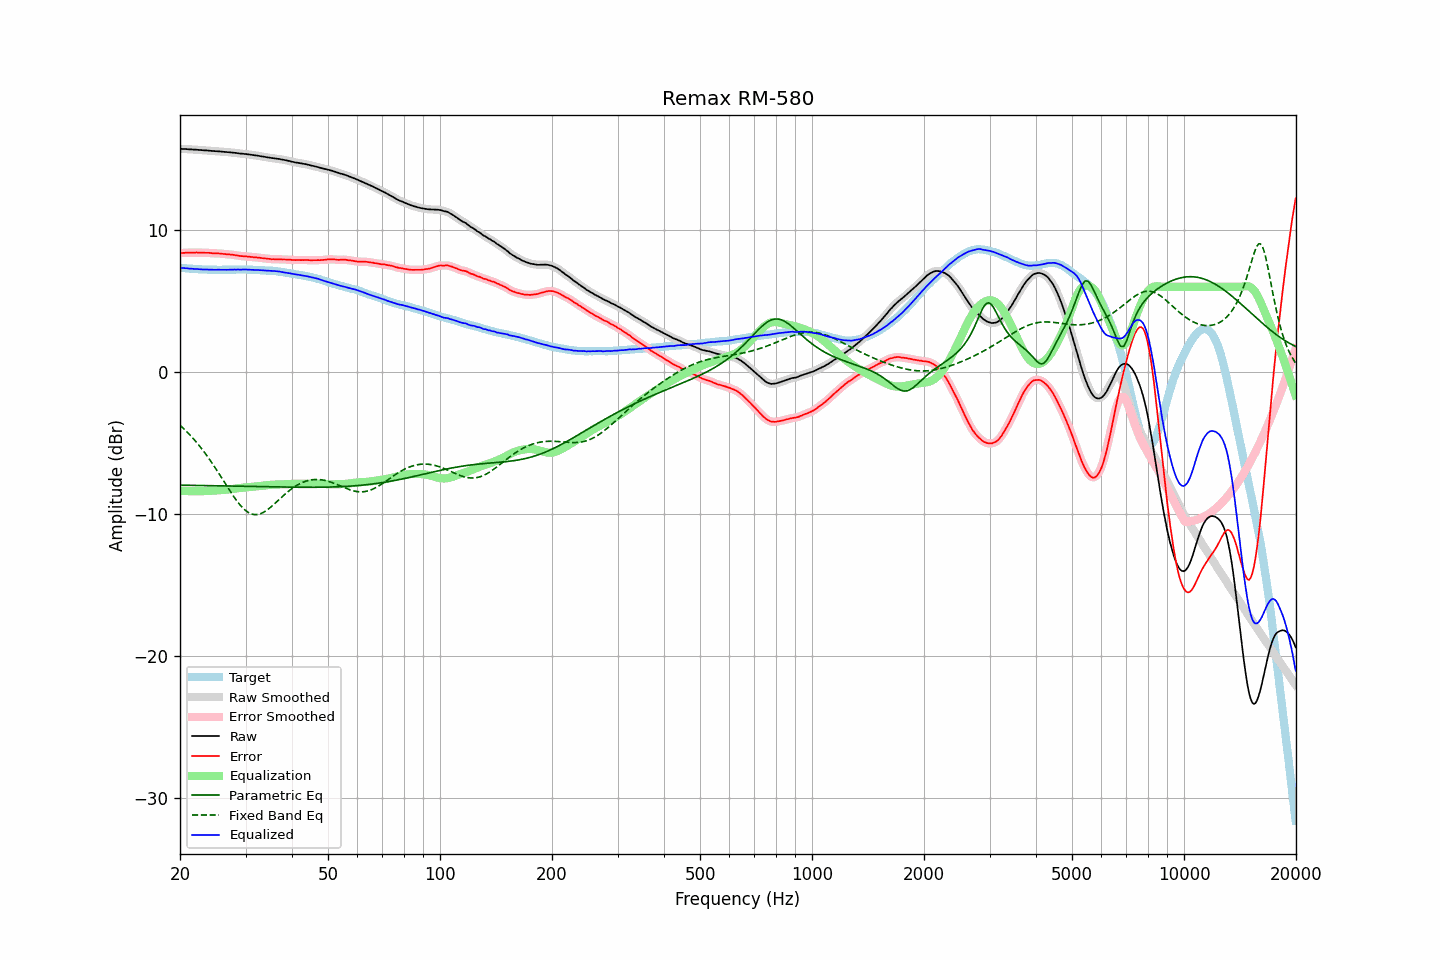 Remax RM-580
Amplitude (dBr)
10
0
−10
−20
−30
Target
Raw Smoothed
Error Smoothed
Raw
Error
Equalization
Parametric Eq
Fixed Band Eq
Equalized
20 50 100 200 500 1000 2000 5000 10000 20000
Frequency (Hz)